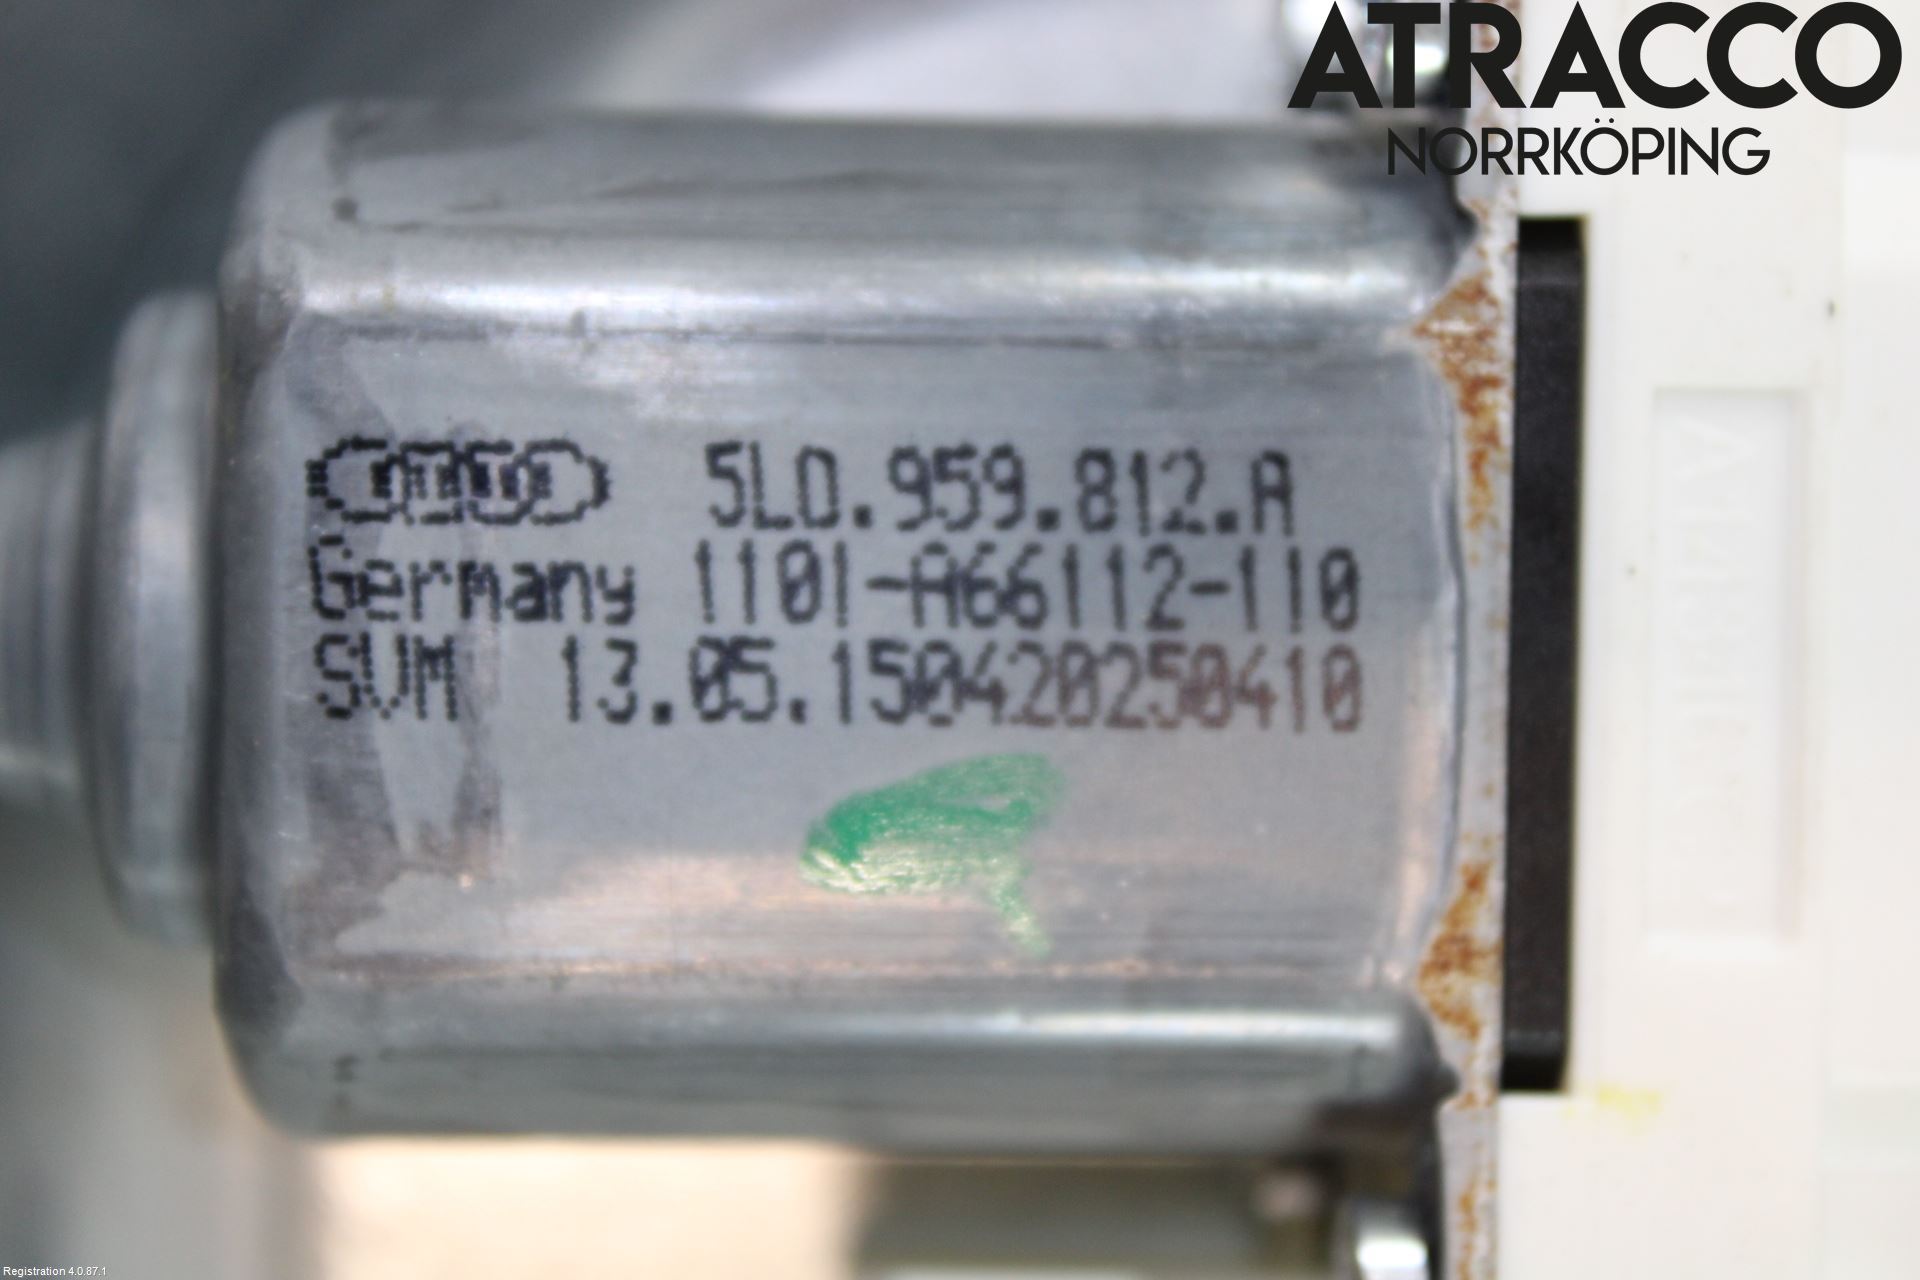 ATRACCO
NORRKÖPING
5L0.959.812.A
Germany 1101-A66112-110
SVM 13.05.150420250410
Registration 4.0.87.1